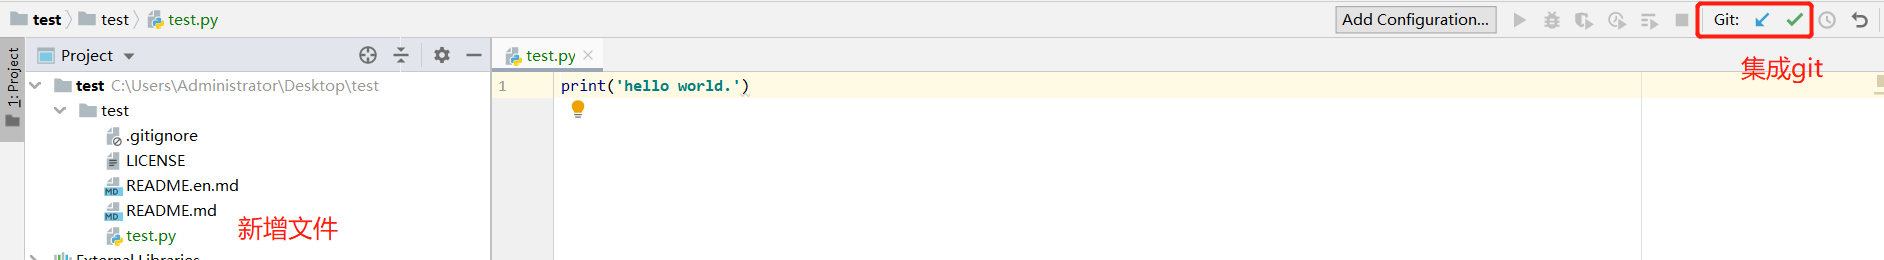 test test test.py
Add Configuration... Git:
1: Project
Project
test.py
集成git
test C:\Users\Administrator\Desktop\test
1 print('hello world.')
test
.gitignore
LICENSE
README.en.md
README.md
新增文件
test.py
External Libraries